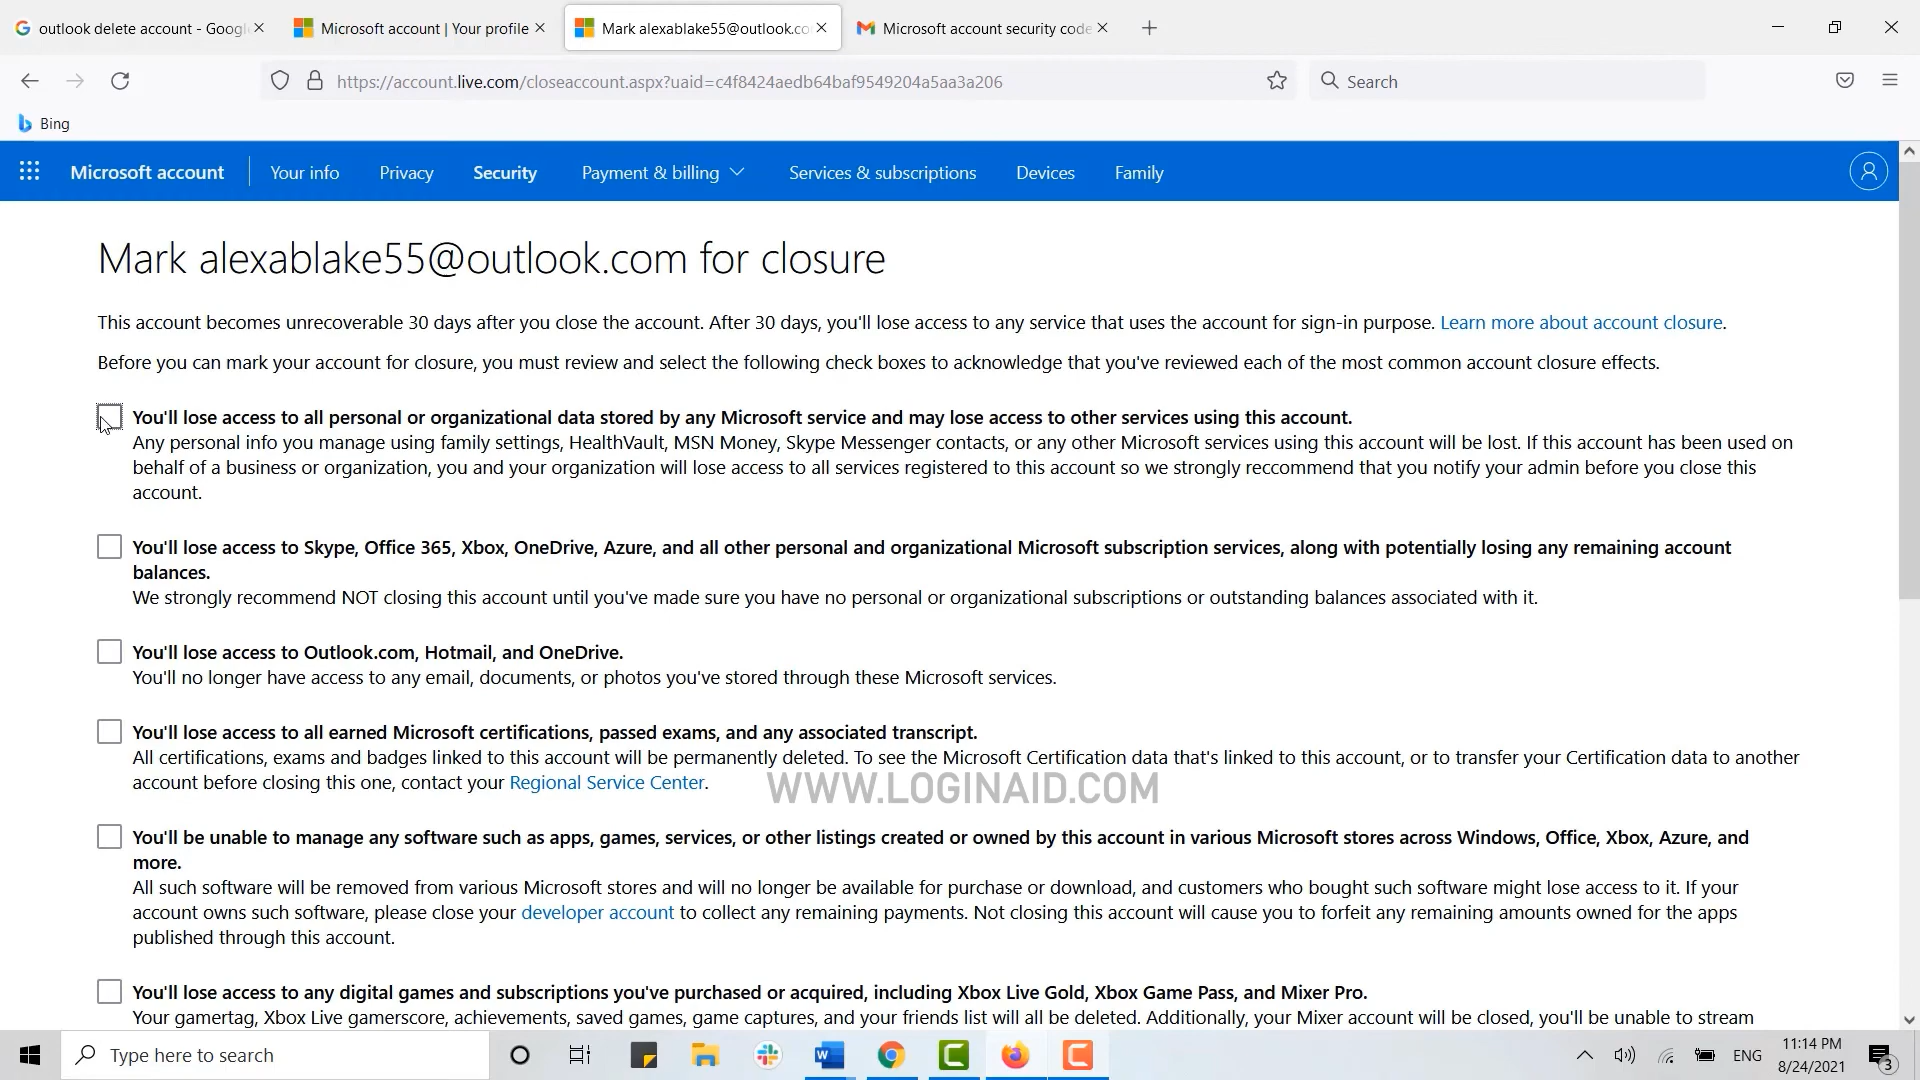 outlook delete account - Googl
Microsoft account | Your profile
Mark alexablake55@outlook.co
Microsoft account security code
https://account.live.com/closeaccount.aspx?uaid=c4f8424aedb64baf9549204a5aa3a206
Search
Bing
Microsoft account
Your info
Privacy
Security
Payment & billing
Services & subscriptions
Devices
Family
Mark alexablake55@outlook.com for closure
This account becomes unrecoverable 30 days after you close the account. After 30 days, you'll lose access to any service that uses the account for sign-in purpose. Learn more about account closure.
Before you can mark your account for closure, you must review and select the following check boxes to acknowledge that you've reviewed each of the most common account closure effects.
You'll lose access to all personal or organizational data stored by any Microsoft service and may lose access to other services using this account.
Any personal info you manage using family settings, HealthVault, MSN Money, Skype Messenger contacts, or any other Microsoft services using this account will be lost. If this account has been used on
behalf of a business or organization, you and your organization will lose access to all services registered to this account so we strongly reccommend that you notify your admin before you close this
account.
You'll lose access to Skype, Office 365, Xbox, OneDrive, Azure, and all other personal and organizational Microsoft subscription services, along with potentially losing any remaining account
balances.
We strongly recommend NOT closing this account until you've made sure you have no personal or organizational subscriptions or outstanding balances associated with it.
You'll lose access to Outlook.com, Hotmail, and OneDrive.
You'll no longer have access to any email, documents, or photos you've stored through these Microsoft services.
You'll lose access to all earned Microsoft certifications, passed exams, and any associated transcript.
All certifications, exams and badges linked to this account will be permanently deleted. To see the Microsoft Certification data that's linked to this account, or to transfer your Certification data to another
account before closing this one, contact your Regional Service Center.
WWW.LOGINAID.COM
You'll be unable to manage any software such as apps, games, services, or other listings created or owned by this account in various Microsoft stores across Windows, Office, Xbox, Azure, and
more.
All such software will be removed from various Microsoft stores and will no longer be available for purchase or download, and customers who bought such software might lose access to it. If your
account owns such software, please close your developer account to collect any remaining payments. Not closing this account will cause you to forfeit any remaining amounts owned for the apps
published through this account.
You'll lose access to any digital games and subscriptions you've purchased or acquired, including Xbox Live Gold, Xbox Game Pass, and Mixer Pro.
Your gamertag, Xbox Live gamerscore, achievements, saved games, game captures, and your friends list will all be deleted. Additionally, your Mixer account will be closed, you'll be unable to stream
Type here to search
ENG
11:14 PM
8/24/2021
3